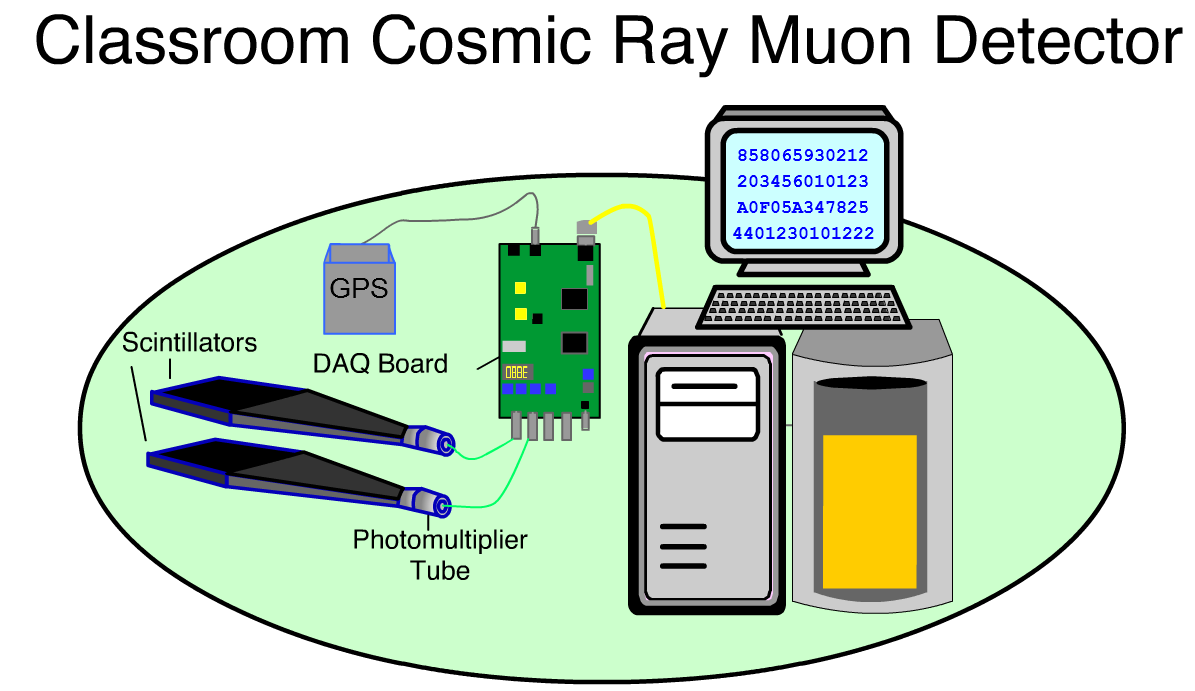 Classroom Cosmic Ray Muon Detector
858065930212
203456010123
A0F05A347825
4401230101222
GPS
Scintillators
DAQ Board
Photomultiplier
Tube